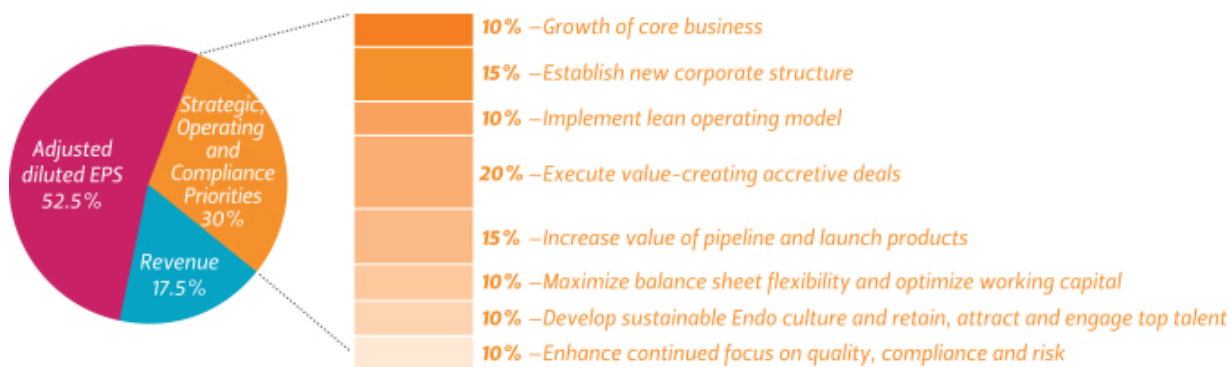 Adjusted
diluted EPS
52.5%
Strategic,
Operating
and
Compliance
Priorities
30%
Revenue
17.5%
10% –Growth of core business
15% –Establish new corporate structure
10% –Implement lean operating model
20% –Execute value-creating accretive deals
15% –Increase value of pipeline and launch products
10% –Maximize balance sheet flexibility and optimize working capital
10% –Develop sustainable Endo culture and retain, attract and engage top talent
10% –Enhance continued focus on quality, compliance and risk